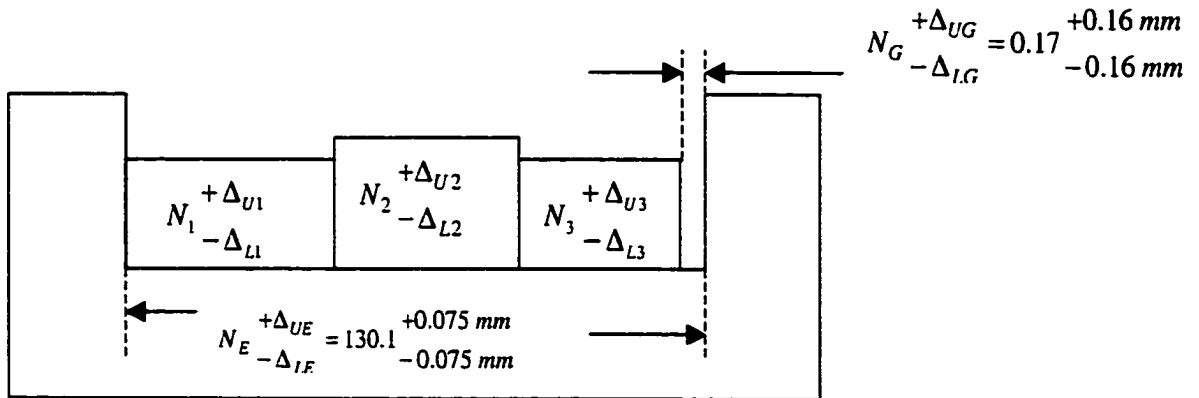 N_G +Δ_UG -Δ_LG = 0.17 +0.16 mm -0.16 mm
N_1 +Δ_U1 -Δ_L1
N_2 +Δ_U2 -Δ_L2
N_3 +Δ_U3 -Δ_L3
N_E +Δ_UE -Δ_LE = 130.1 +0.075 mm -0.075 mm